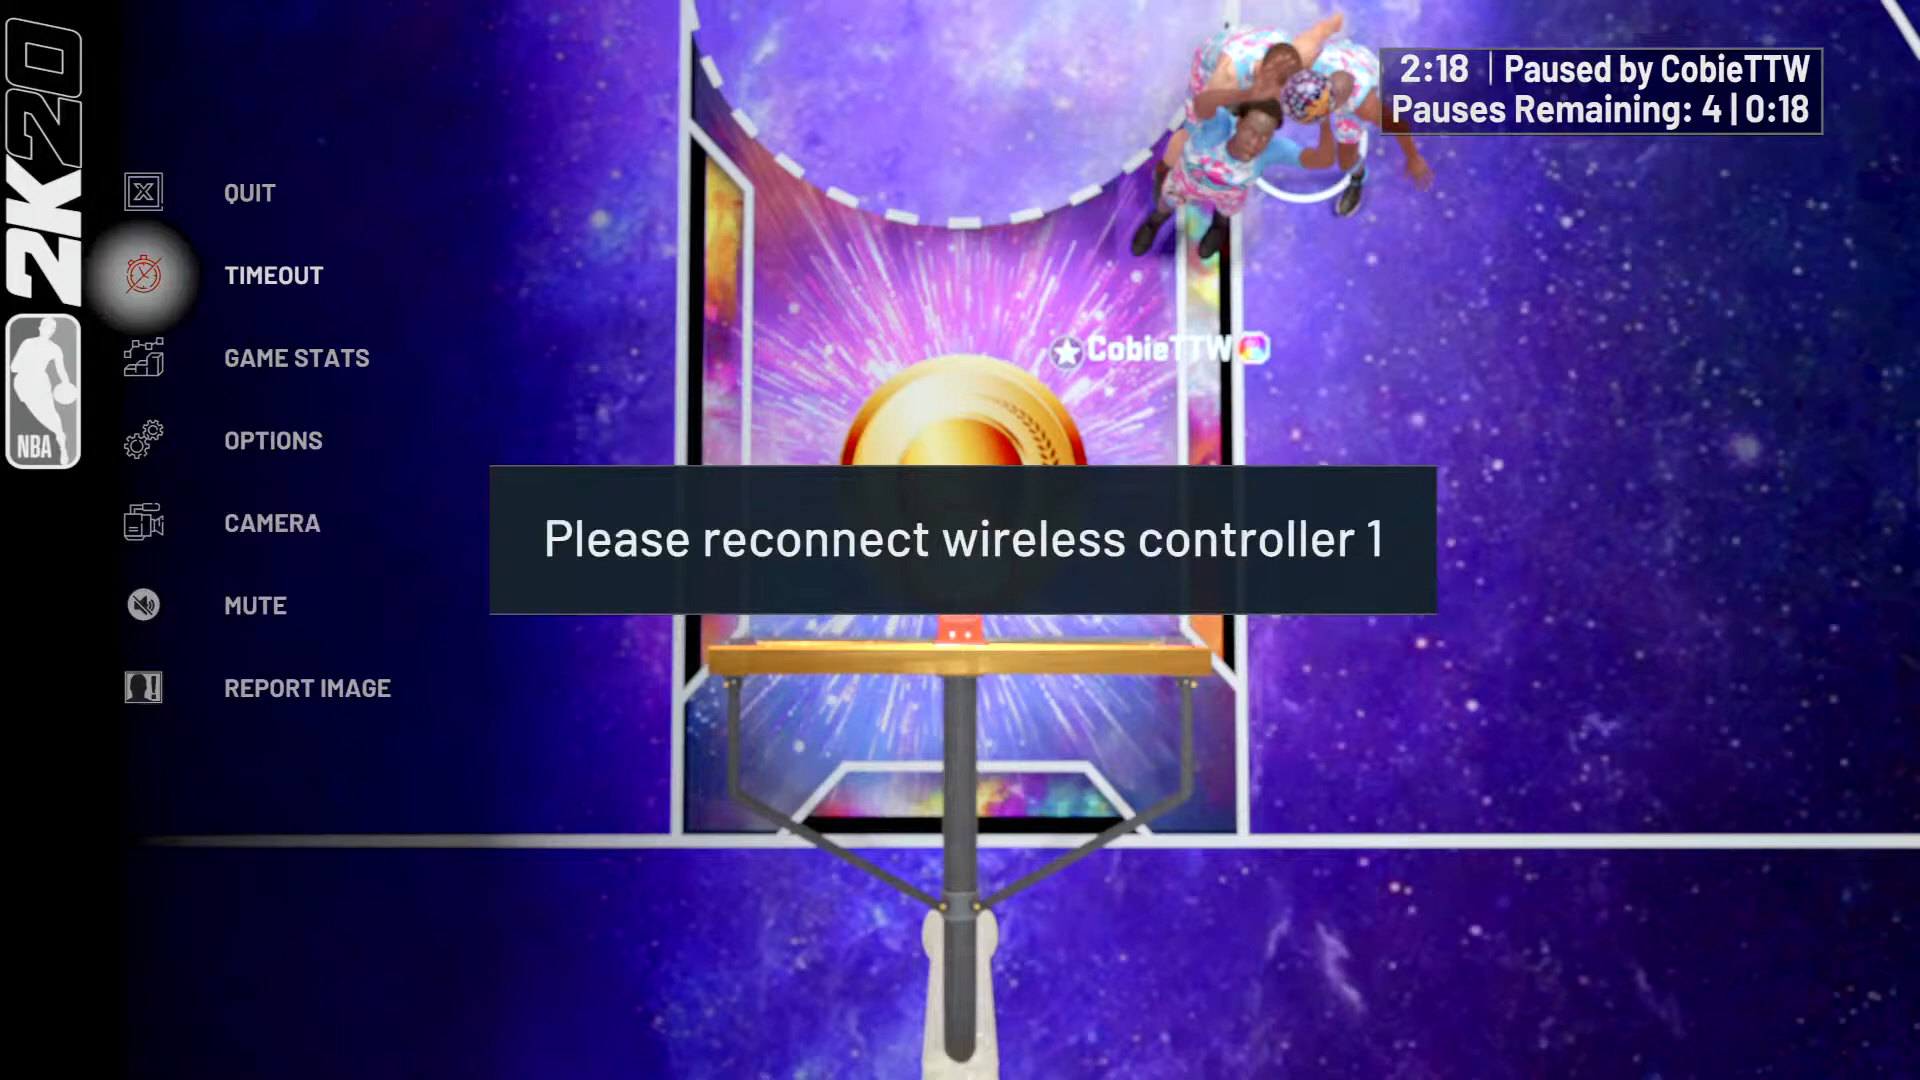 2K20
NBA
2:18 | Paused by CobieTTW
Pauses Remaining: 4 | 0:18
QUIT
TIMEOUT
GAME STATS
OPTIONS
CAMERA
MUTE
REPORT IMAGE
CobieTTW
Please reconnect wireless controller 1